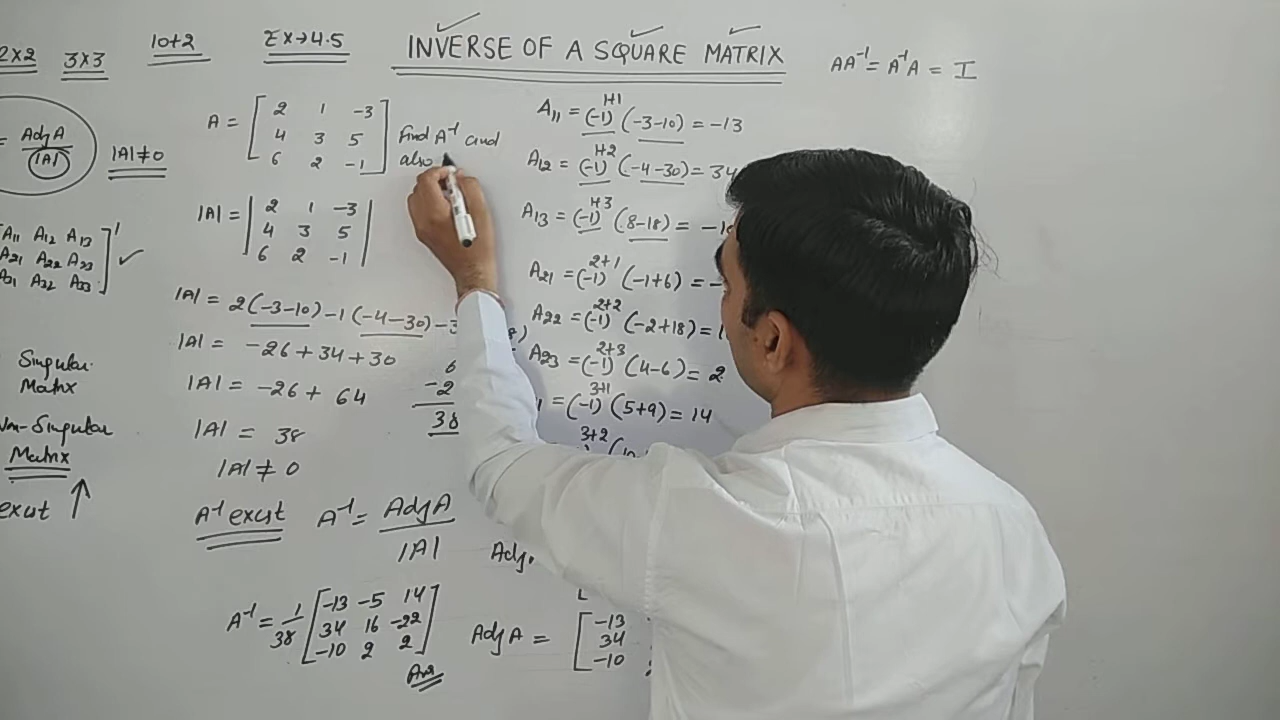 2×2 3×3 10+2 Ex→4.5 INVERSE OF A SQUARE MATRIX
AA⁻¹ = A⁻¹A = I
= Adj A / |A| |A| ≠ 0
A₁₁ A₁₂ A₁₃ ]'
A₂₁ A₂₂ A₂₃
A₃₁ A₃₂ A₃₃
Singular
Matrix
Non-Singular
Matrix
exist
A = [ 2 1 -3
4 3 5
6 2 -1 ]
Find A⁻¹ and
also
|A| = | 2 1 -3
4 3 5
6 2 -1 |
|A| = 2(-3-10) -1(-4-30) -3
|A| = -26+34+30
|A| = -26+ 64
|A| = 38
|A| ≠ 0
-2
38
A⁻¹ exist A⁻¹ = Adj A / |A|
A⁻¹ = 1/38 [ -13 -5 14
34 16 -22
-10 2 2 ]
Ans
A₁₁ = (-1)¹⁺¹ (-3-10) = -13
A₁₂ = (-1)¹⁺² (-4-30) = 34
A₁₃ = (-1)¹⁺³ (8-18) =
A₂₁ = (-1)²⁺¹ (-1+6) = -
A₂₂ = (-1)²⁺² (-2+18) =
A₂₃ = (-1)²⁺³ (4-6) = 2
= (-1)³⁺¹ (5+9) = 14
3+2
Adj.
Adj A = [ -13
34
-10